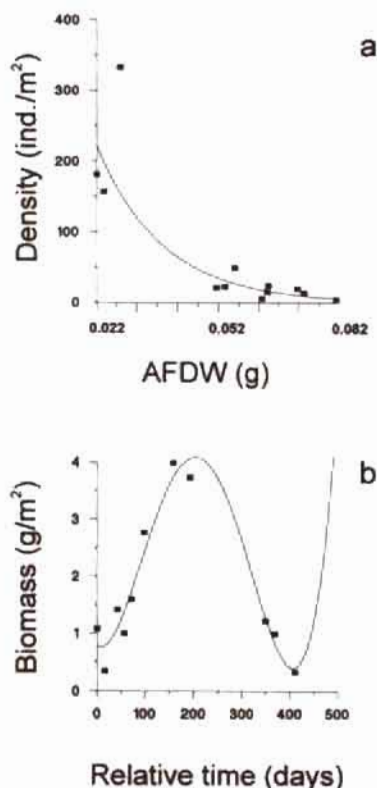 a
Density (ind./m²)
400
300
200
100
0
0.022 0.052 0.082
AFDW (g)
b
Biomass (g/m²)
4
3
2
1
0
0 100 200 300 400 500
Relative time (days)